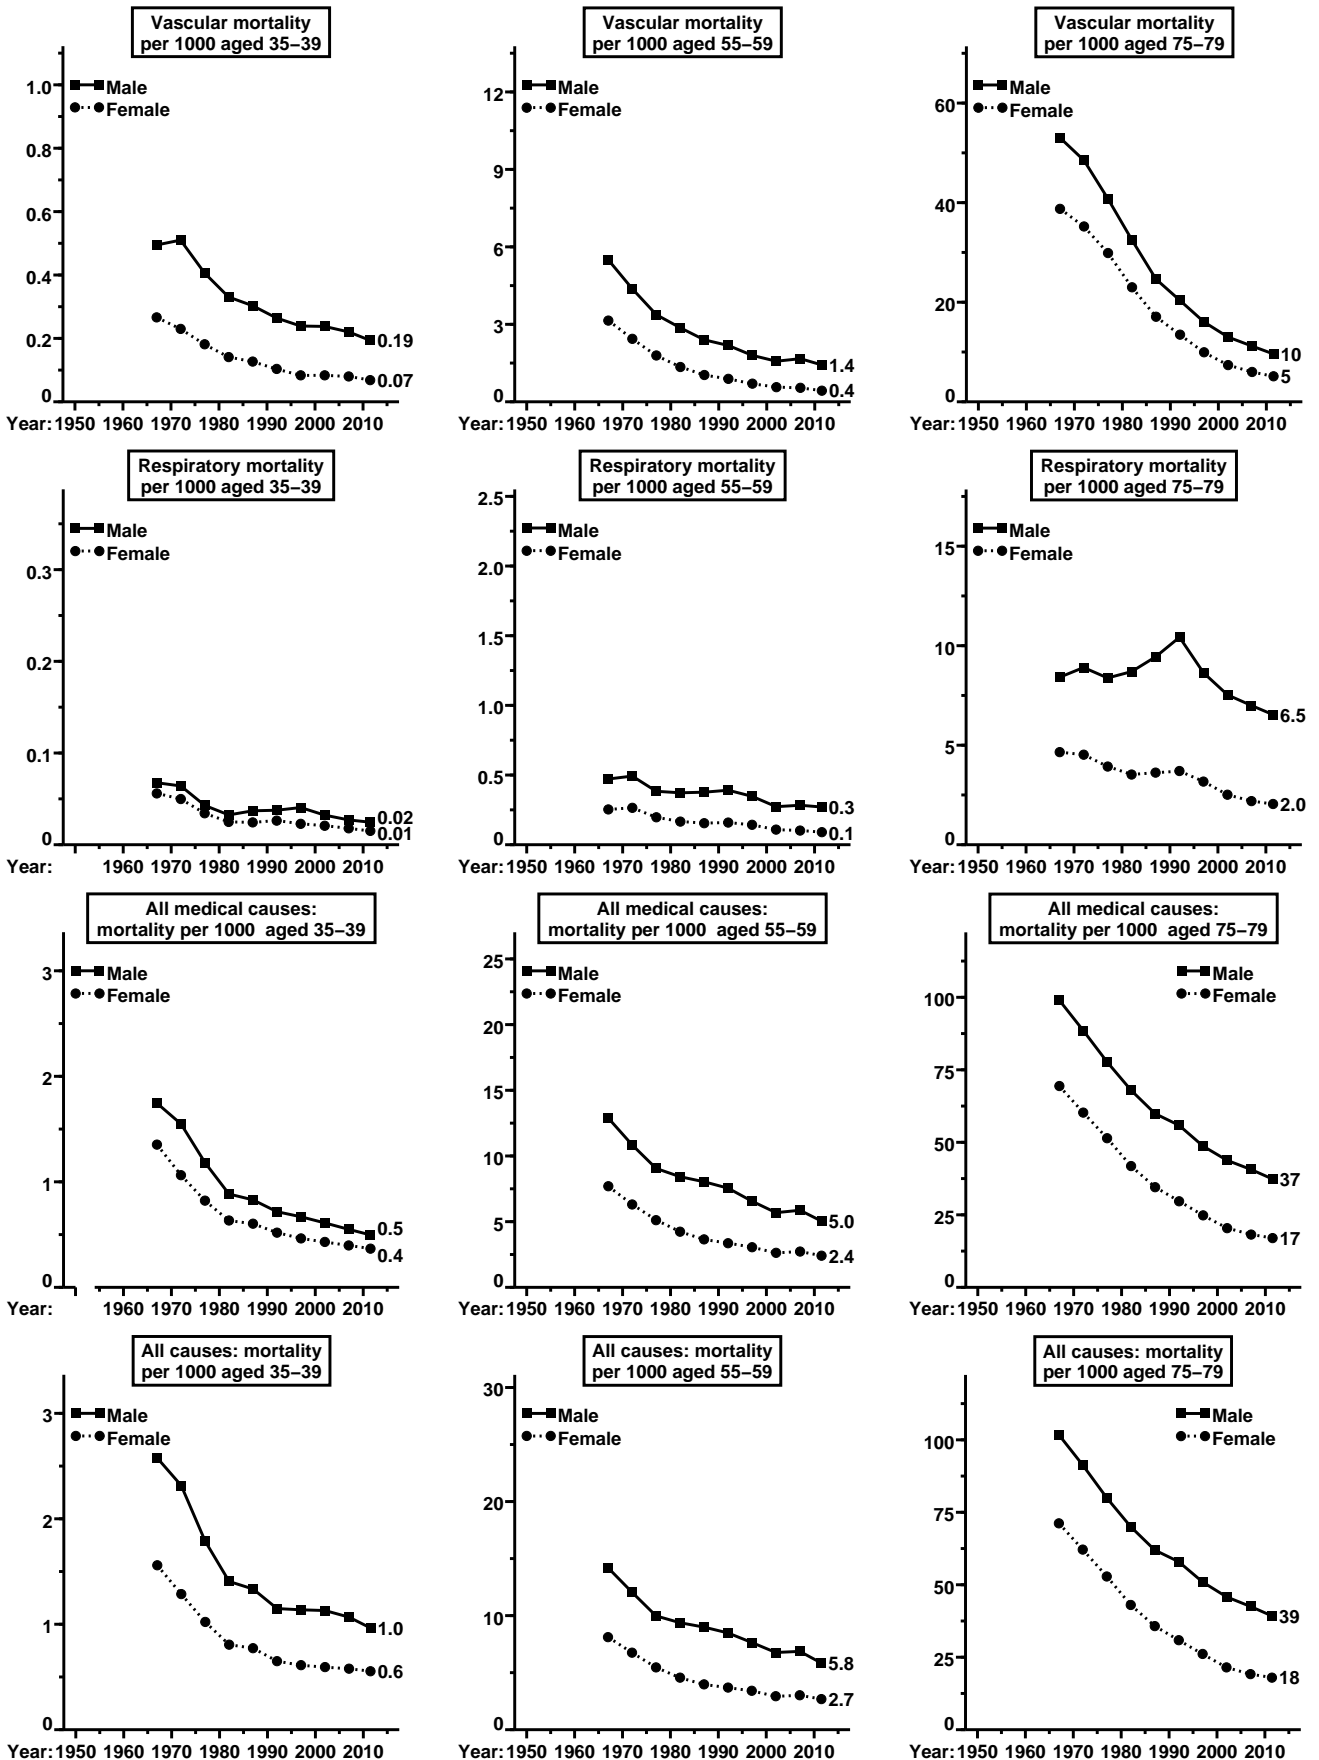 Vascular mortality
per 1000 aged 35–39
1.0
0.8
0.6
0.4
0.2
0
Male
Female
0.19
0.07
Year: 1950 1960 1970 1980 1990 2000 2010
Vascular mortality
per 1000 aged 55–59
12
9
6
3
0
Male
Female
1.4
0.4
Year: 1950 1960 1970 1980 1990 2000 2010
Vascular mortality
per 1000 aged 75–79
60
40
20
0
Male
Female
10
5
Year: 1950 1960 1970 1980 1990 2000 2010
Respiratory mortality
per 1000 aged 35–39
0.3
0.2
0.1
0
Male
Female
0.02
0.01
Year: 1960 1970 1980 1990 2000 2010
Respiratory mortality
per 1000 aged 55–59
2.5
2.0
1.5
1.0
0.5
0
Male
Female
0.3
0.1
Year: 1950 1960 1970 1980 1990 2000 2010
Respiratory mortality
per 1000 aged 75–79
15
10
5
0
Male
Female
6.5
2.0
Year: 1950 1960 1970 1980 1990 2000 2010
All medical causes:
mortality per 1000 aged 35–39
3
2
1
0
Male
Female
0.5
0.4
Year: 1960 1970 1980 1990 2000 2010
All medical causes:
mortality per 1000 aged 55–59
25
20
15
10
5
0
Male
Female
5.0
2.4
Year: 1950 1960 1970 1980 1990 2000 2010
All medical causes:
mortality per 1000 aged 75–79
100
75
50
25
0
Male
Female
37
17
Year: 1950 1960 1970 1980 1990 2000 2010
All causes: mortality
per 1000 aged 35–39
3
2
1
0
Male
Female
1.0
0.6
Year: 1950 1960 1970 1980 1990 2000 2010
All causes: mortality
per 1000 aged 55–59
30
20
10
0
Male
Female
5.8
2.7
Year: 1950 1960 1970 1980 1990 2000 2010
All causes: mortality
per 1000 aged 75–79
100
75
50
25
0
Male
Female
39
18
Year: 1950 1960 1970 1980 1990 2000 2010